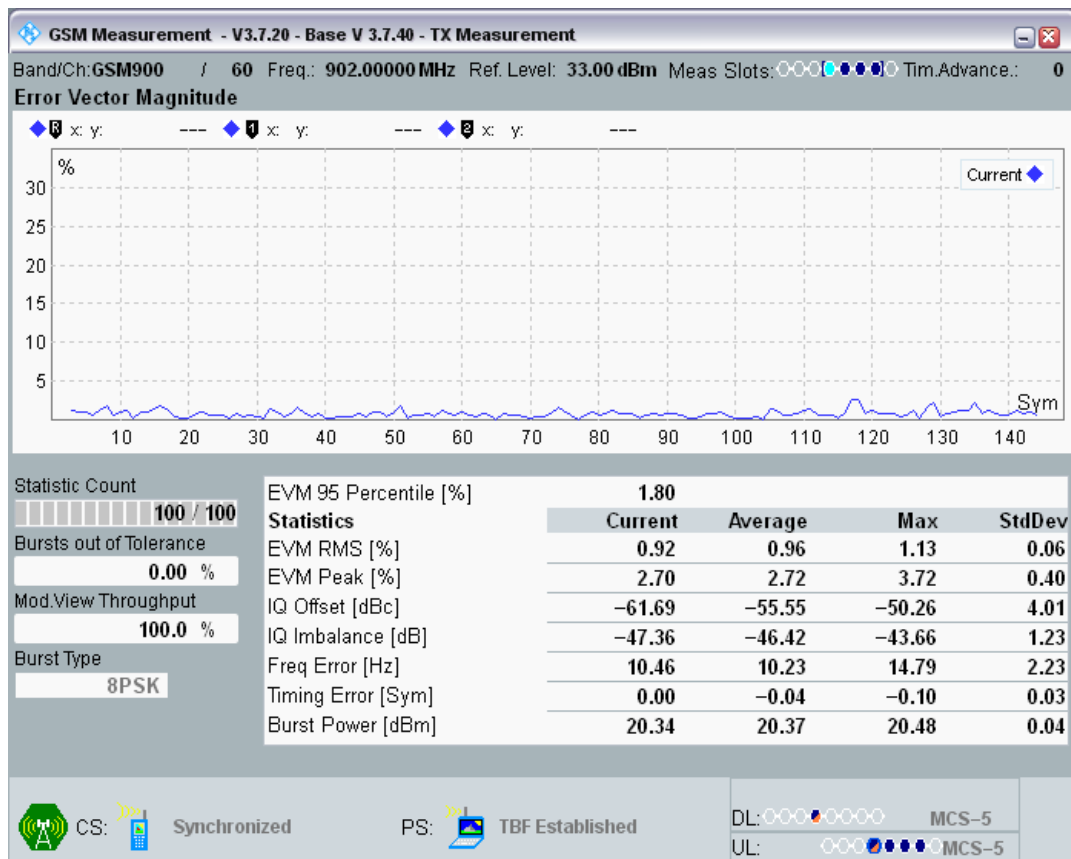 GSM Measurement - V3.7.20 - Base V 3.7.40 - TX Measurement
Band/Ch: GSM900 / 60 Freq.: 902.00000 MHz Ref. Level: 33.00 dBm Meas Slots: Tim.Advance.: 0
Error Vector Magnitude
R x: y: --- 1 x: y: --- 2 x: y: ---
%
Current
30
25
20
15
10
5
Sym
10 20 30 40 50 60 70 80 90 100 110 120 130 140
Statistic Count
100 / 100
Bursts out of Tolerance
0.00 %
Mod.View Throughput
100.0 %
Burst Type
8PSK
EVM 95 Percentile [%] 1.80
Statistics Current Average Max StdDev
EVM RMS [%] 0.92 0.96 1.13 0.06
EVM Peak [%] 2.70 2.72 3.72 0.40
IQ Offset [dBc] −61.69 −55.55 −50.26 4.01
IQ Imbalance [dB] −47.36 −46.42 −43.66 1.23
Freq Error [Hz] 10.46 10.23 14.79 2.23
Timing Error [Sym] 0.00 −0.04 −0.10 0.03
Burst Power [dBm] 20.34 20.37 20.48 0.04
CS: Synchronized PS: TBF Established
DL: MCS−5
UL: MCS−5